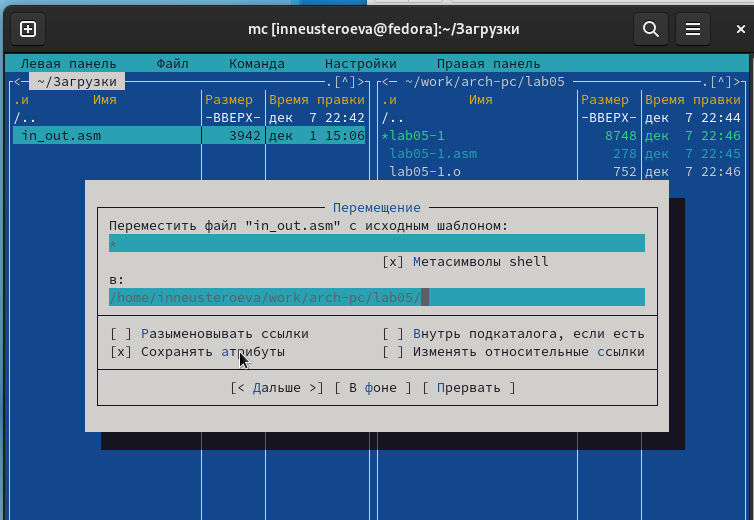 mc [inneusteroeva@fedora]:~/Загрузки
Левая панель Файл Команда Настройки Правая панель
<— ~/Загрузки .[^]>
.и Имя Размер Время правки
/.. -ВВЕРХ- дек 7 22:42
in_out.asm 3942 дек 1 15:06
<— ~/work/arch-pc/lab05 .[^]>
.и Имя Размер Время правки
/.. -ВВЕРХ- дек 7 22:44
*lab05-1 8748 дек 7 22:46
lab05-1.asm 278 дек 7 22:45
lab05-1.o 752 дек 7 22:46
Перемещение
Переместить файл "in_out.asm" с исходным шаблоном:
*
[x] Метасимволы shell
в:
/home/inneusteroeva/work/arch-pc/lab05/
[ ] Разыменовывать ссылки [ ] Внутрь подкаталога, если есть
[x] Сохранять атрибуты [ ] Изменять относительные ссылки
[< Дальше >] [ В фоне ] [ Прервать ]